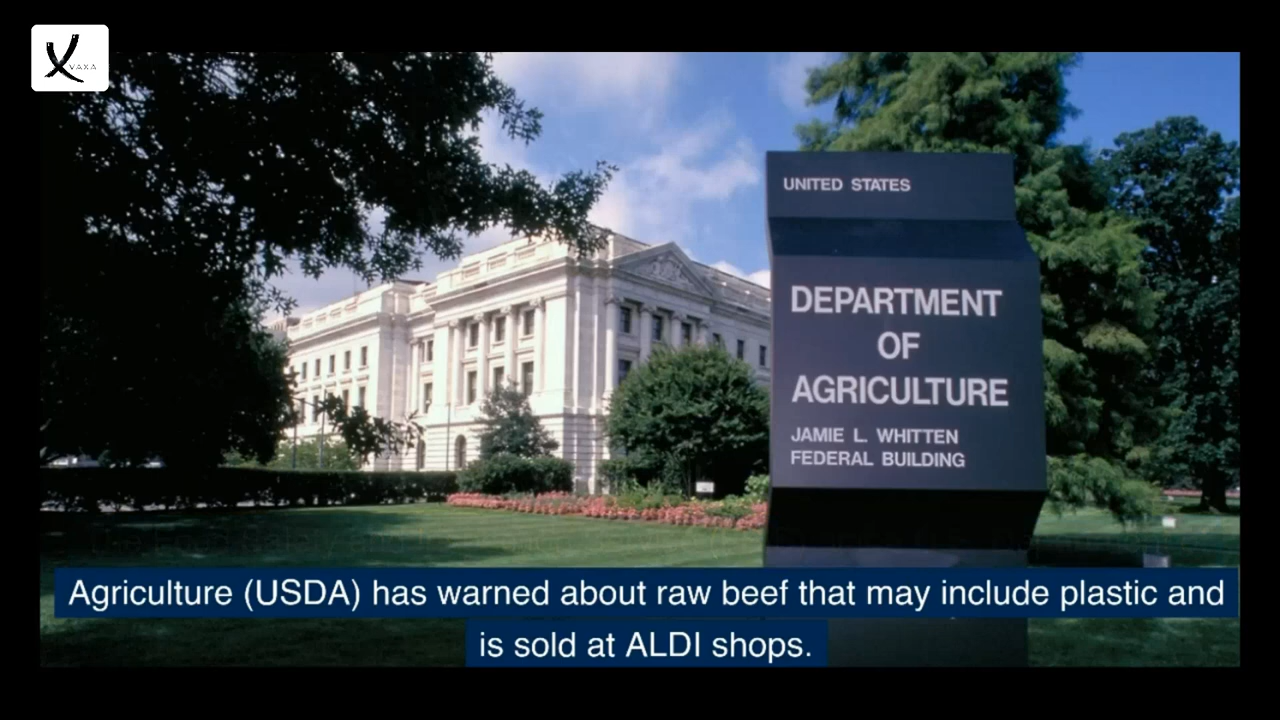 VAXA
UNITED STATES
DEPARTMENT
OF
AGRICULTURE
JAMIE L. WHITTEN
FEDERAL BUILDING
Agriculture (USDA) has warned about raw beef that may include plastic and
is sold at ALDI shops.